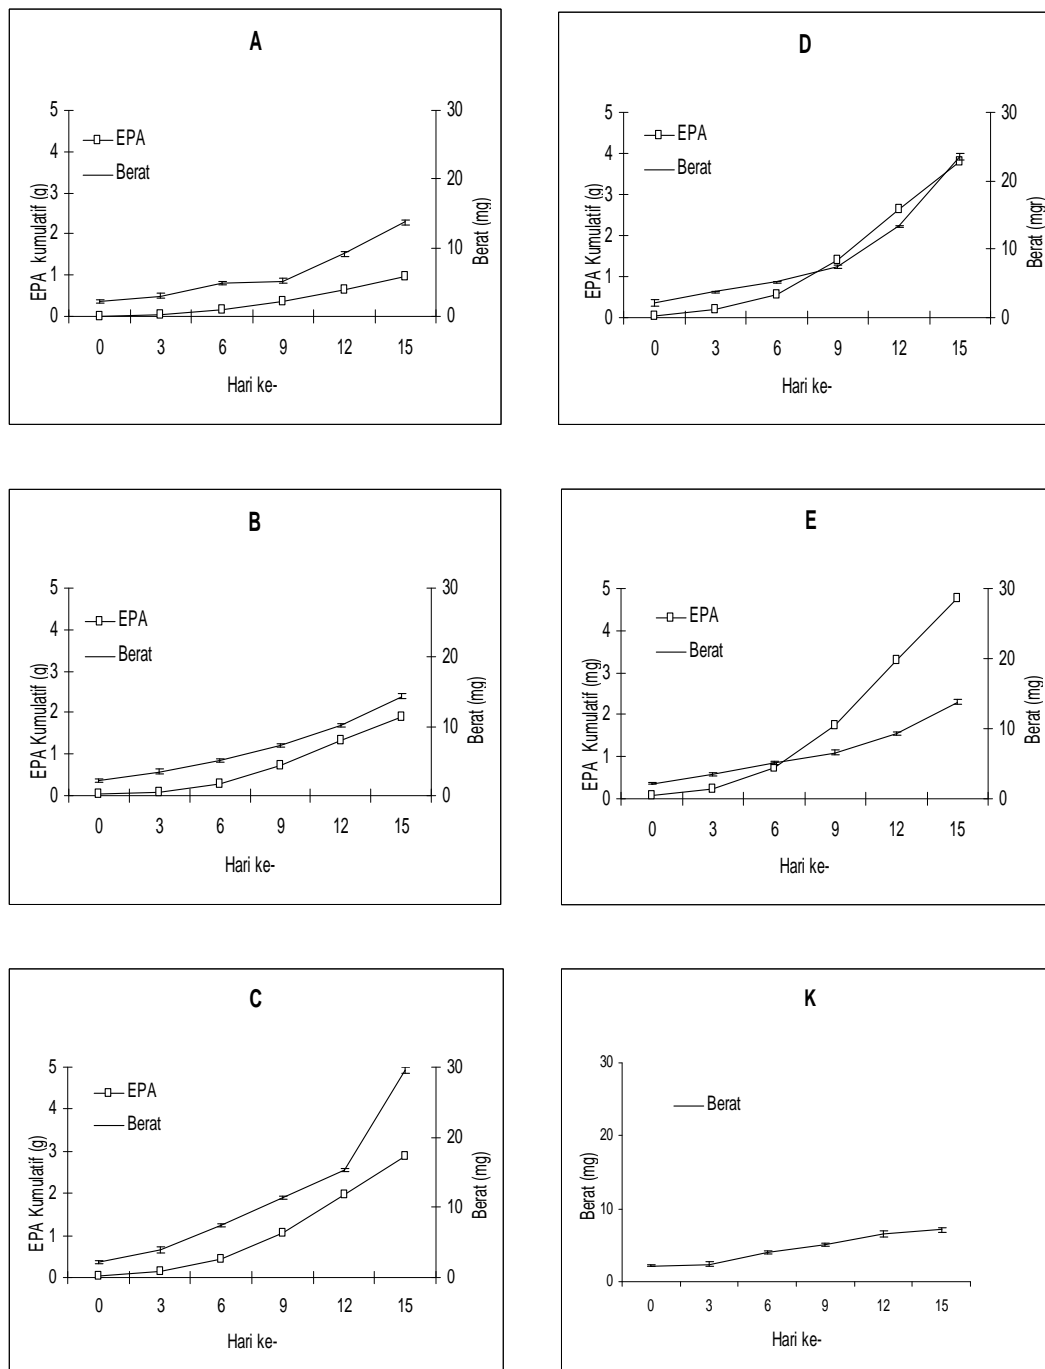 A
EPA kumulatif (g)
5
4
3
2
1
0
EPA
Berat
30
20
10
0
Berat (mg)
0 3 6 9 12 15
Hari ke-
D
EPA Kumulatif (g)
5
4
3
2
1
0
EPA
Berat
30
20
10
0
Berat (mgr)
0 3 6 9 12 15
Hari ke-
B
EPA Kumulatif (g)
5
4
3
2
1
0
EPA
Berat
30
20
10
0
Berat (mg)
0 3 6 9 12 15
Hari ke-
E
EPA Kumulatif (mg)
5
4
3
2
1
0
EPA
Berat
30
20
10
0
Berat (mg)
0 3 6 9 12 15
Hari ke-
C
EPA Kumulatif (g)
5
4
3
2
1
0
EPA
Berat
30
20
10
0
Berat (mg)
0 3 6 9 12 15
Hari ke-
K
Berat (mg)
30
20
10
0
Berat
0 3 6 9 12 15
Hari ke-